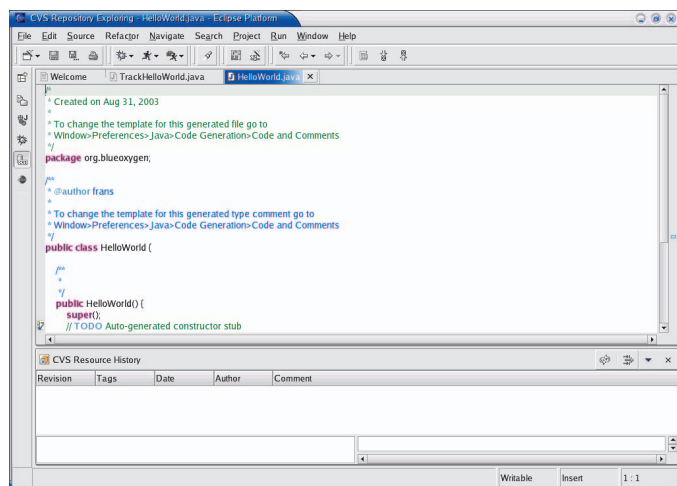 CVS Repository Exploring - HelloWorld.java - Eclipse Platform
File Edit Source Refactor Navigate Search Project Run Window Help
Welcome TrackHelloWorld.java HelloWorld.java
/*
* Created on Aug 31, 2003
*
* To change the template for this generated file go to
* Window>Preferences>Java>Code Generation>Code and Comments
*/
package org.blueoxygen;
/**
* @author frans
*
* To change the template for this generated type comment go to
* Window>Preferences>Java>Code Generation>Code and Comments
*/
public class HelloWorld {
/**
*
*/
public HelloWorld() {
super();
// TODO Auto-generated constructor stub
CVS Resource History
Revision Tags Date Author Comment
Writable Insert 1 : 1